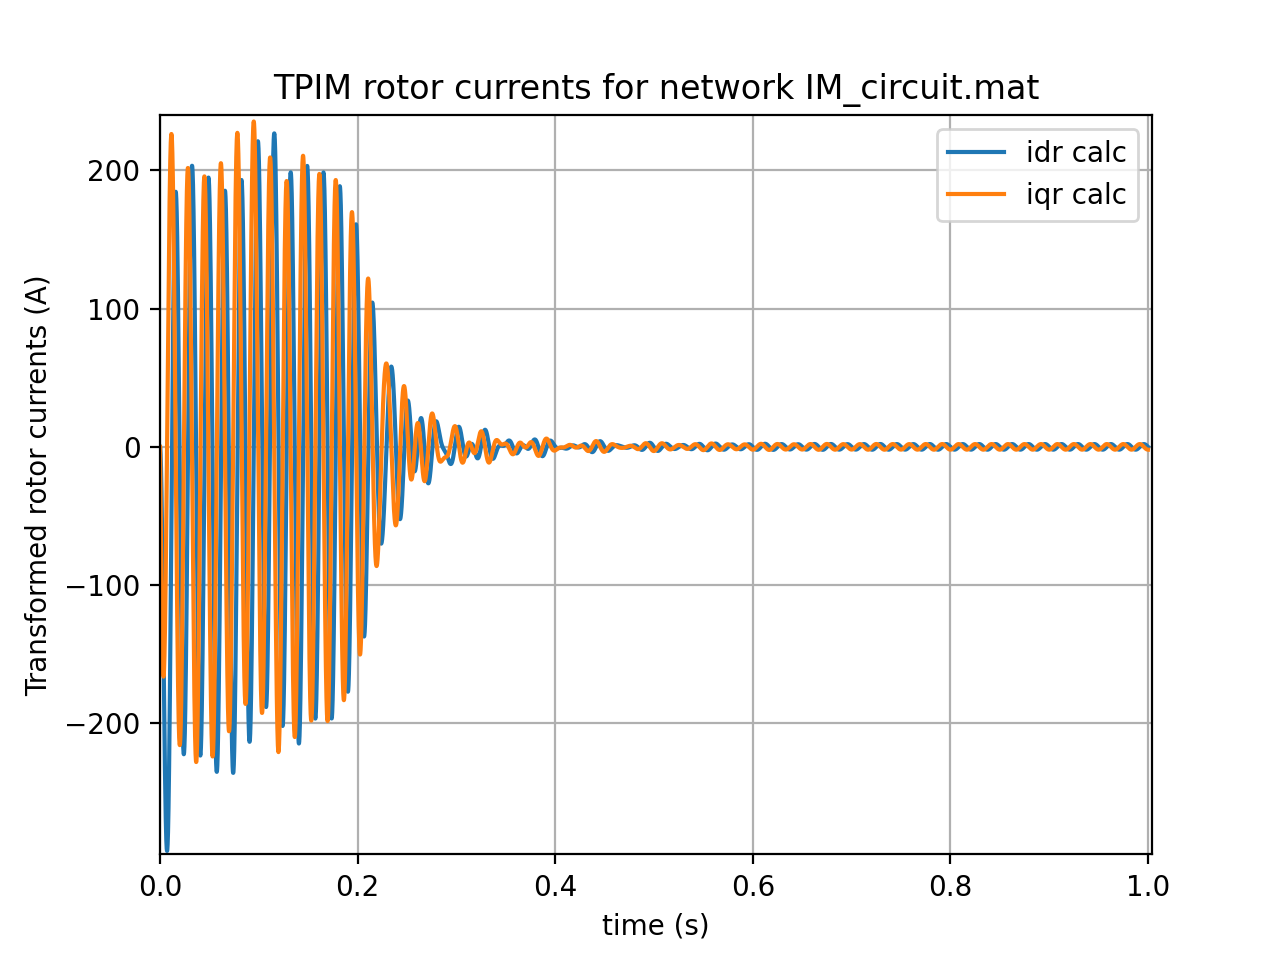 TPIM rotor currents for network IM_circuit.mat
idr calc
iqr calc
Transformed rotor currents (A)
200
100
0
−100
−200
0.0 0.2 0.4 0.6 0.8 1.0
time (s)